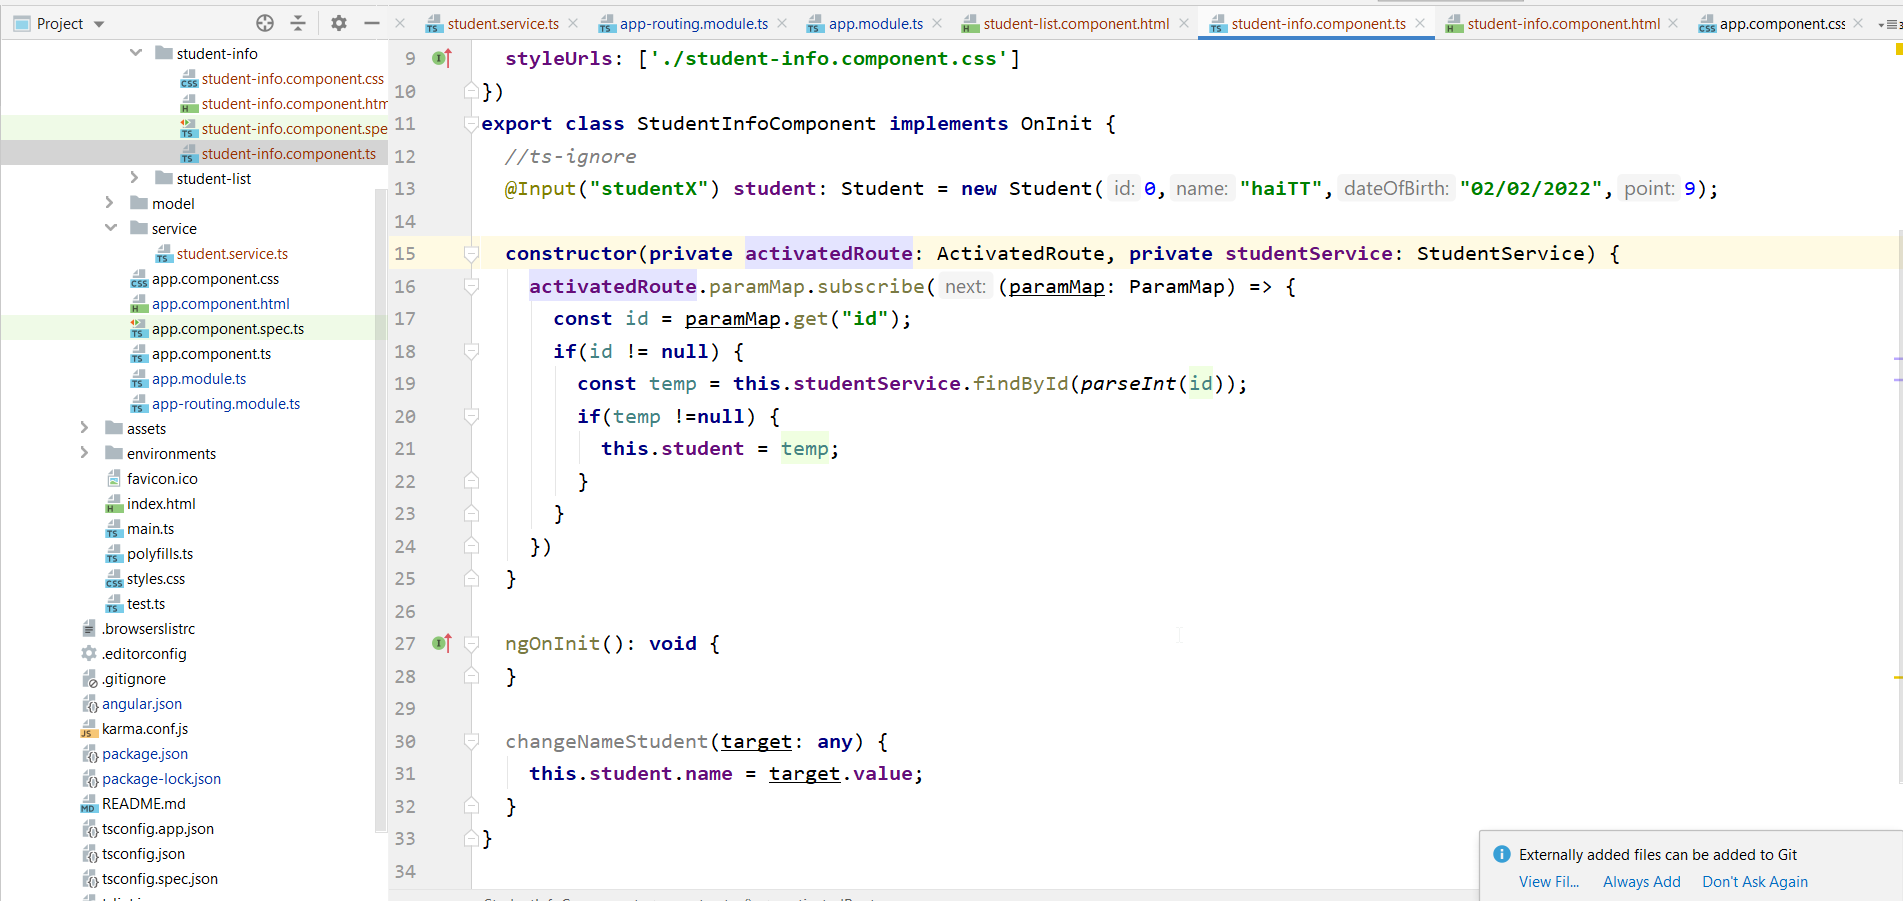 Project
student.service.ts
app-routing.module.ts
app.module.ts
student-list.component.html
student-info.component.ts
student-info.component.html
app.component.css
student-info
student-info.component.css
student-info.component.htm
student-info.component.spe
student-info.component.ts
student-list
model
service
student.service.ts
app.component.css
app.component.html
app.component.spec.ts
app.component.ts
app.module.ts
app-routing.module.ts
assets
environments
favicon.ico
index.html
main.ts
polyfills.ts
styles.css
test.ts
.browserslistrc
.editorconfig
.gitignore
angular.json
karma.conf.js
package.json
package-lock.json
README.md
tsconfig.app.json
tsconfig.json
tsconfig.spec.json
9 styleUrls: ['./student-info.component.css']
10 })
11 export class StudentInfoComponent implements OnInit {
12 //ts-ignore
13 @Input("studentX") student: Student = new Student( id: 0, name: "haiTT", dateOfBirth: "02/02/2022", point: 9);
14
15 constructor(private activatedRoute: ActivatedRoute, private studentService: StudentService) {
16 activatedRoute.paramMap.subscribe( next: (paramMap: ParamMap) => {
17 const id = paramMap.get("id");
18 if(id != null) {
19 const temp = this.studentService.findById(parseInt(id));
20 if(temp !=null) {
21 this.student = temp;
22 }
23 }
24 })
25 }
26
27 ngOnInit(): void {
28 }
29
30 changeNameStudent(target: any) {
31 this.student.name = target.value;
32 }
33 }
34
Externally added files can be added to Git
View Fil... Always Add Don't Ask Again